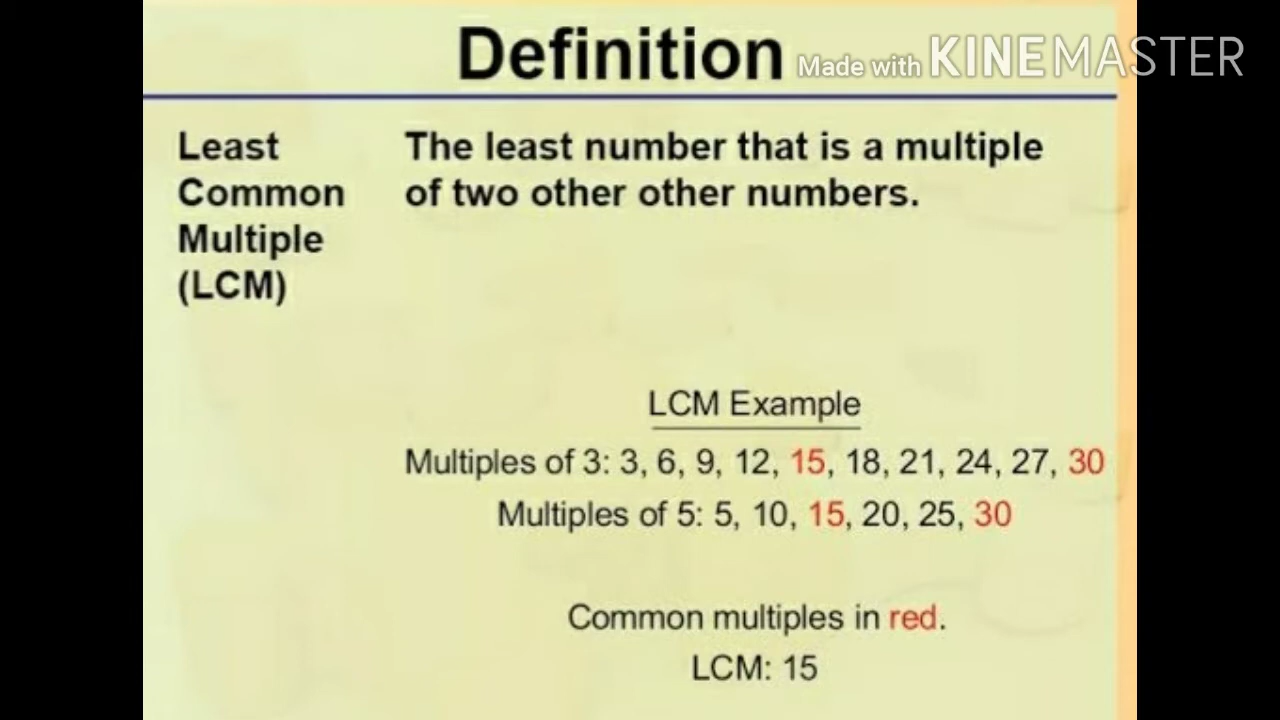 Definition
Made with KINEMASTER
Least
Common
Multiple
(LCM)
The least number that is a multiple
of two other other numbers.
LCM Example
Multiples of 3: 3, 6, 9, 12, 15, 18, 21, 24, 27, 30
Multiples of 5: 5, 10, 15, 20, 25, 30
Common multiples in red.
LCM: 15